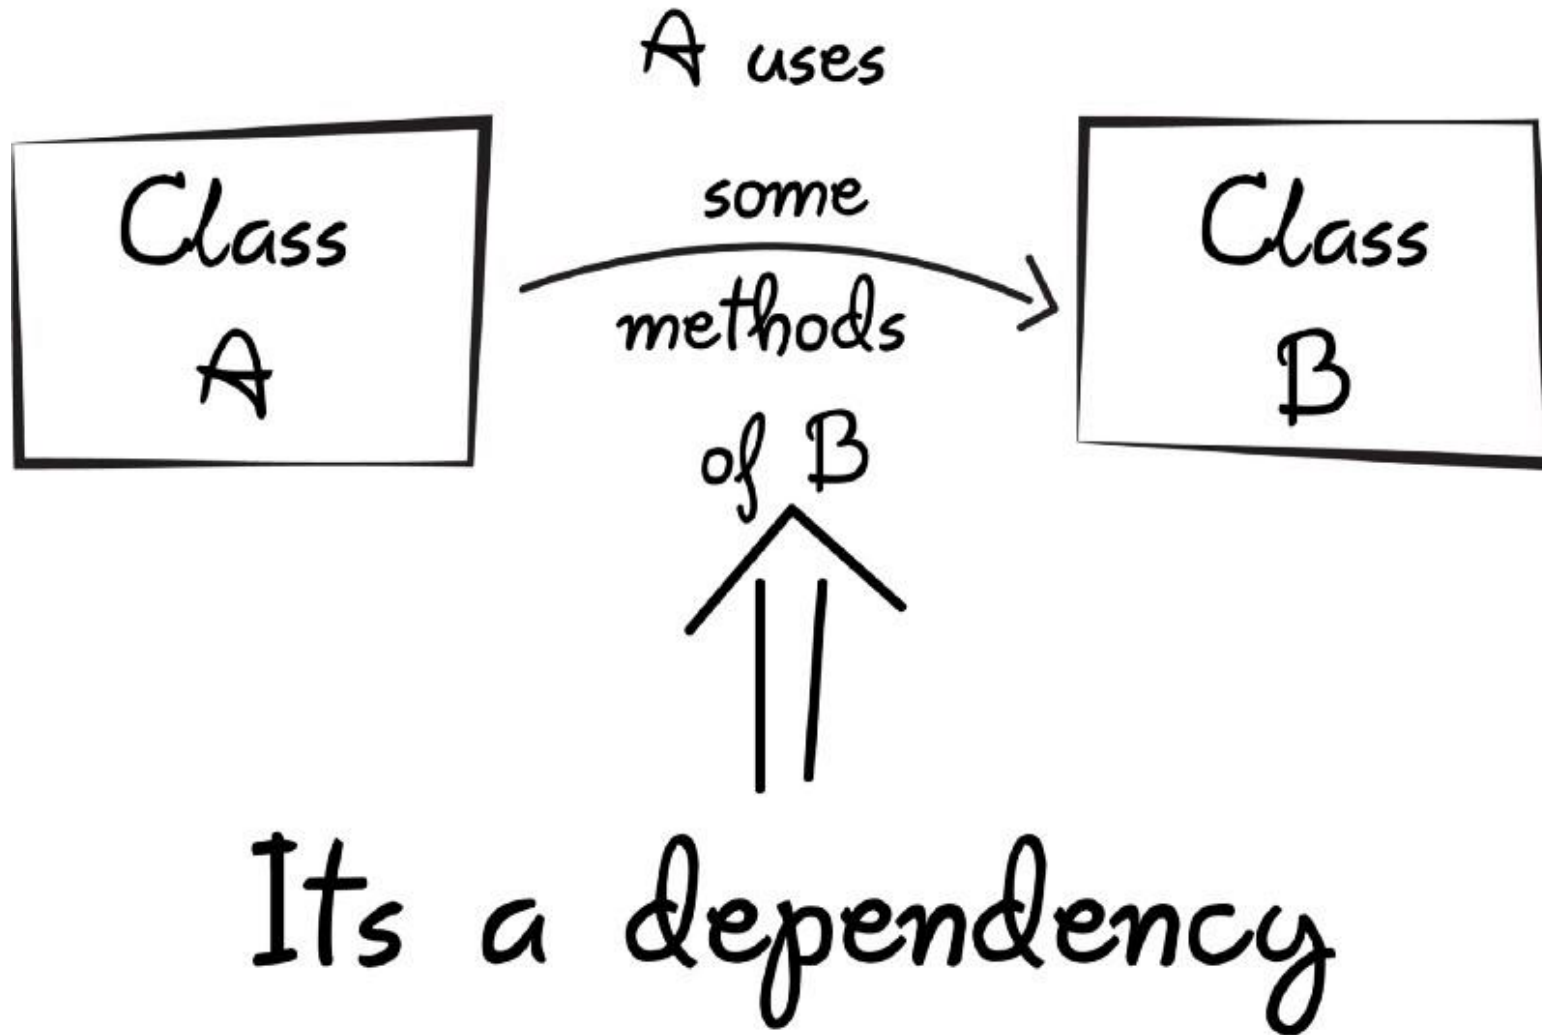 A uses
some
methods
of B
Class
A
Class
B
Its a dependency